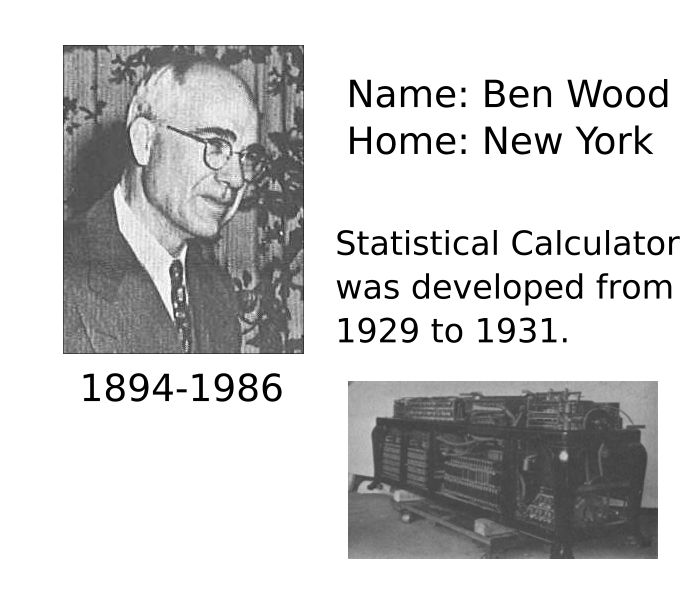 Name: Ben Wood
Home: New York
Statistical Calculator
was developed from
1929 to 1931.
1894-1986